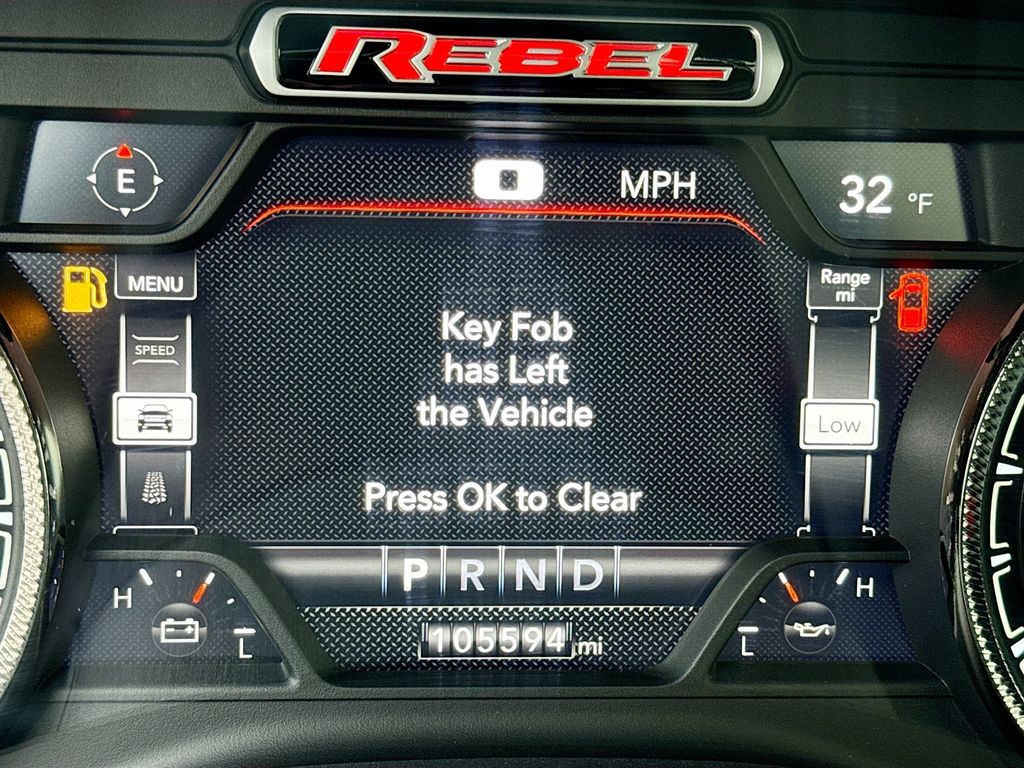 REBEL
E
0 MPH
32 °F
MENU
Range
mi
SPEED
Key Fob
has Left
the Vehicle
Low
Press OK to Clear
P R N D
H
H
L
L
105594 mi